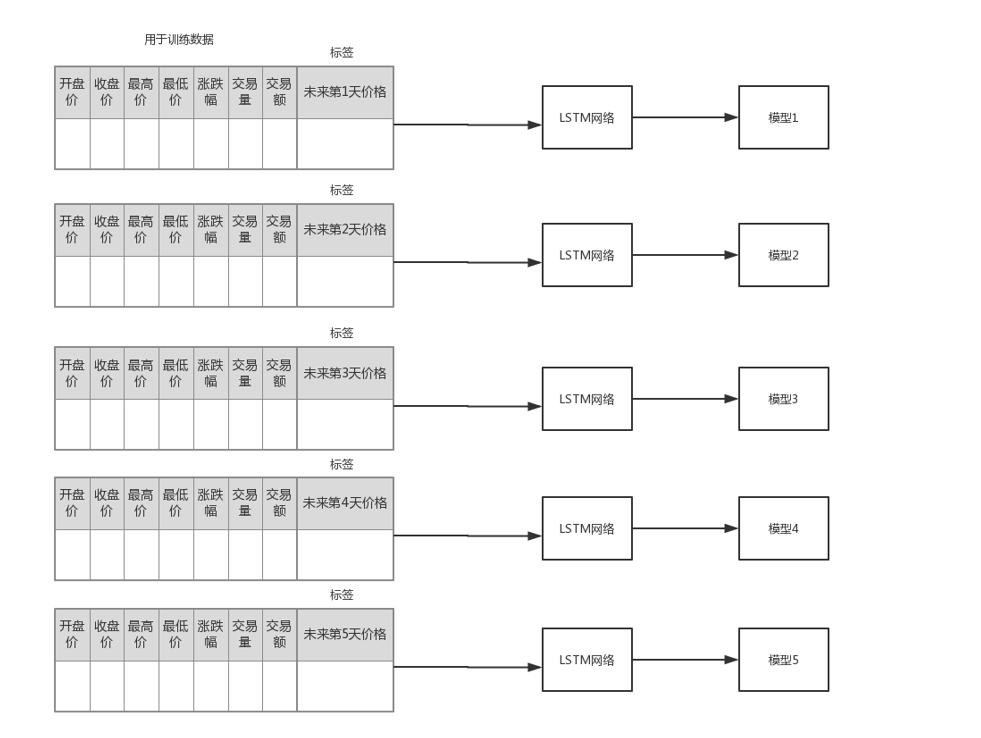 用于训练数据
标签
开盘价 收盘价 最高价 最低价 涨跌幅 交易量 交易额 未来第1天价格
LSTM网络
模型1
标签
开盘价 收盘价 最高价 最低价 涨跌幅 交易量 交易额 未来第2天价格
LSTM网络
模型2
标签
开盘价 收盘价 最高价 最低价 涨跌幅 交易量 交易额 未来第3天价格
LSTM网络
模型3
标签
开盘价 收盘价 最高价 最低价 涨跌幅 交易量 交易额 未来第4天价格
LSTM网络
模型4
标签
开盘价 收盘价 最高价 最低价 涨跌幅 交易量 交易额 未来第5天价格
LSTM网络
模型5